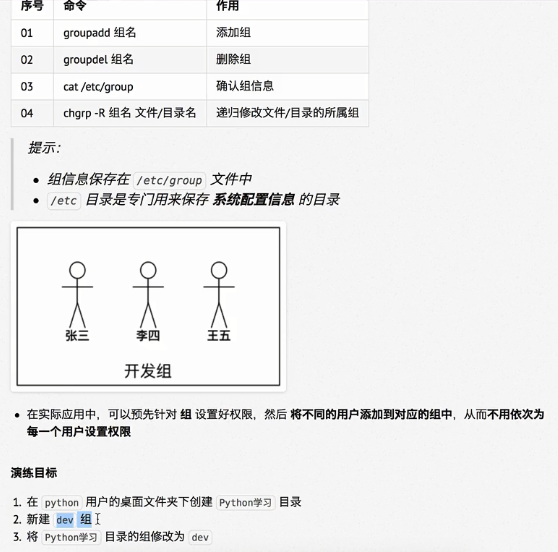 序号 命令 作用
01 groupadd 组名 添加组
02 groupdel 组名 删除组
03 cat /etc/group 确认组信息
04 chgrp -R 组名 文件/目录名 递归修改文件/目录的所属组
提示：
• 组信息保存在 /etc/group 文件中
• /etc 目录是专门用来保存 系统配置信息 的目录
张三 李四 王五
开发组
• 在实际应用中，可以预先针对 组 设置好权限，然后 将不同的用户添加到对应的组中，从而不用依次为
每一个用户设置权限
演练目标
1. 在 python 用户的桌面文件夹下创建 Python学习 目录
2. 新建 dev 组
3. 将 Python学习 目录的组修改为 dev